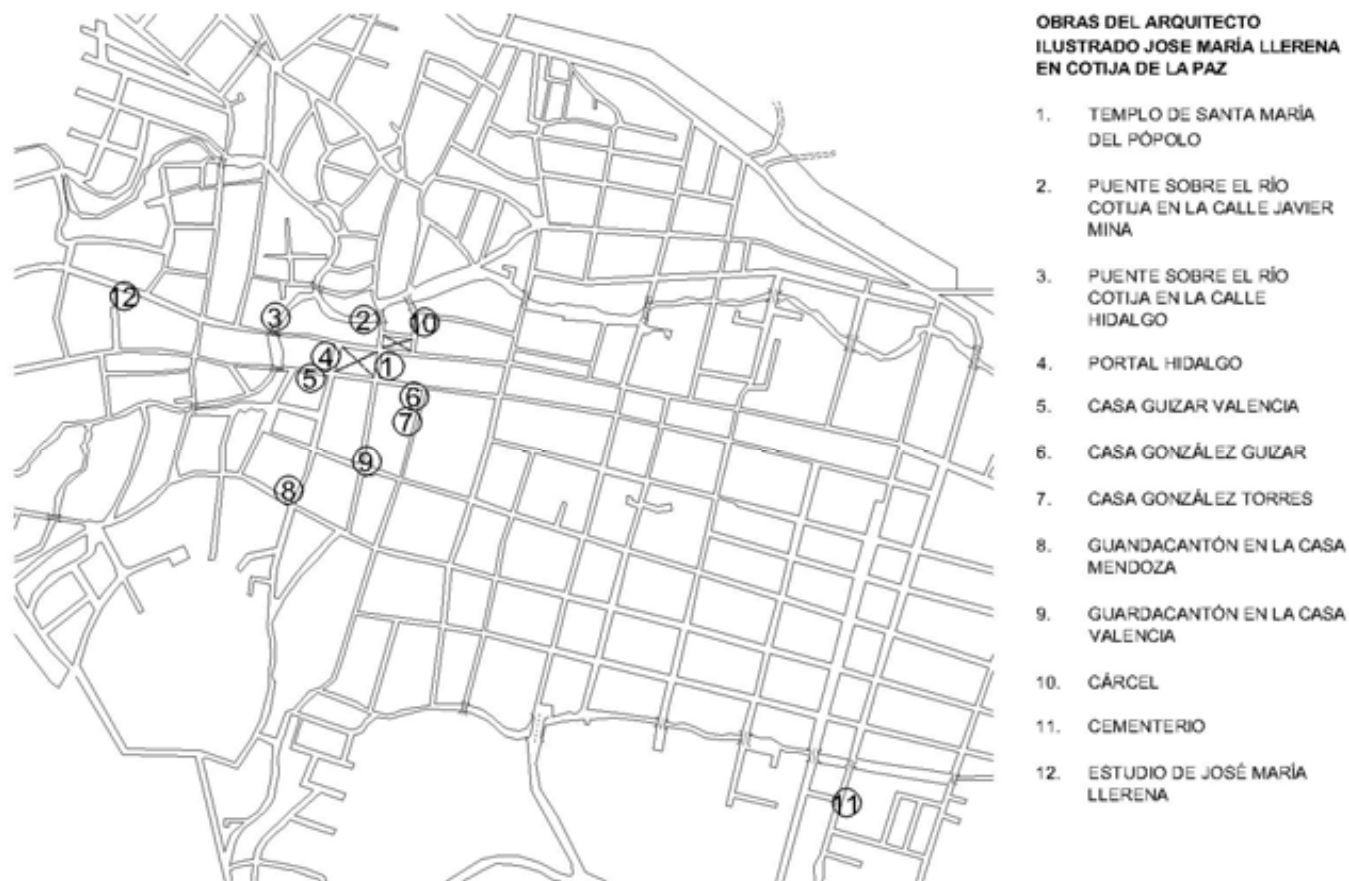 OBRAS DEL ARQUITECTO
ILUSTRADO JOSE MARÍA LLERENA
EN COTIJA DE LA PAZ
1. TEMPLO DE SANTA MARÍA
DEL PÓPOLO
2. PUENTE SOBRE EL RÍO
COTIJA EN LA CALLE JAVIER
MINA
3. PUENTE SOBRE EL RÍO
COTIJA EN LA CALLE
HIDALGO
4. PORTAL HIDALGO
5. CASA GUIZAR VALENCIA
6. CASA GONZÁLEZ GUIZAR
7. CASA GONZÁLEZ TORRES
8. GUANDACANTÓN EN LA CASA
MENDOZA
9. GUARDACANTÓN EN LA CASA
VALENCIA
10. CÁRCEL
11. CEMENTERIO
12. ESTUDIO DE JOSÉ MARÍA
LLERENA
12
3
2
10
4
1
5
6
7
9
8
11